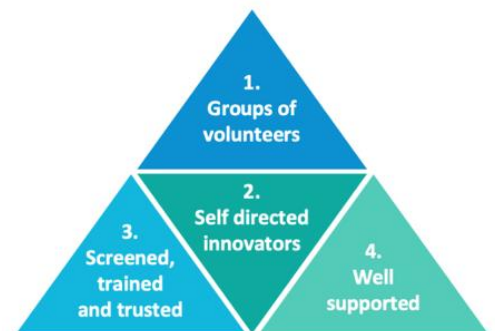 1.
Groups of
volunteers
2.
Self directed
innovators
3.
Screened,
trained
and trusted
4.
Well
supported